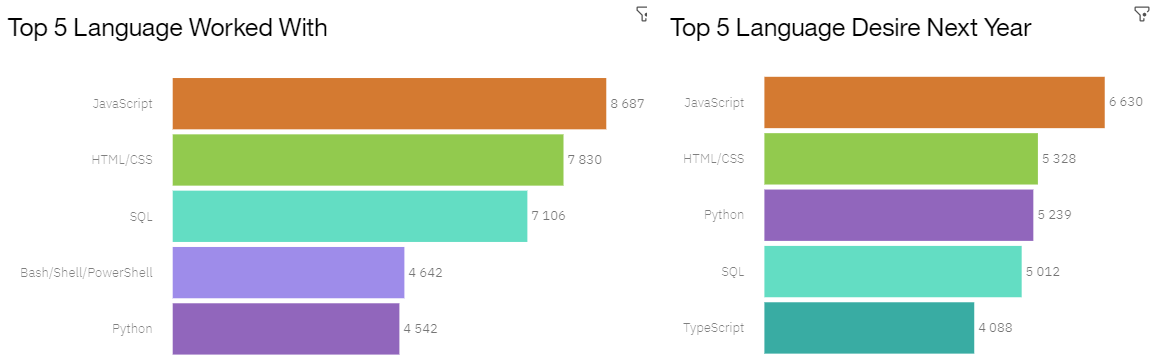 Top 5 Language Worked With
JavaScript 8 687
HTML/CSS 7 830
SQL 7 106
Bash/Shell/PowerShell 4 642
Python 4 542
Top 5 Language Desire Next Year
JavaScript 6 630
HTML/CSS 5 328
Python 5 239
SQL 5 012
TypeScript 4 088